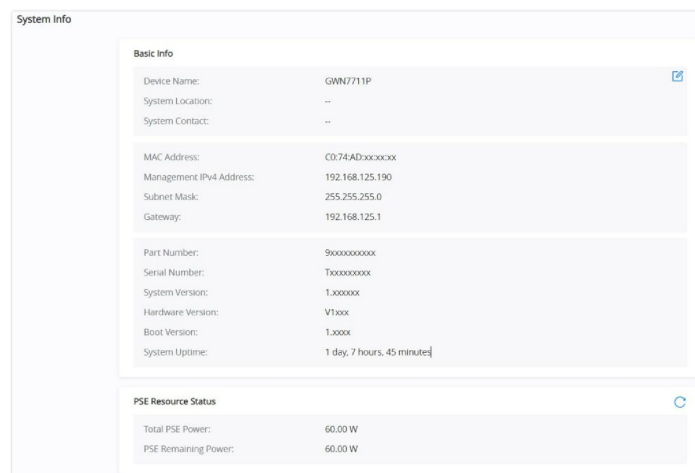 System Info
Basic Info
Device Name: GWN7711P
System Location: --
System Contact: --
MAC Address: C0:74:AD:xx:xx:xx
Management IPv4 Address: 192.168.125.190
Subnet Mask: 255.255.255.0
Gateway: 192.168.125.1
Part Number: 9xxxxxxxxxx
Serial Number: Txxxxxxxxx
System Version: 1.xxxxxx
Hardware Version: V1xxx
Boot Version: 1.xxxx
System Uptime: 1 day, 7 hours, 45 minutes
PSE Resource Status
Total PSE Power: 60.00 W
PSE Remaining Power: 60.00 W